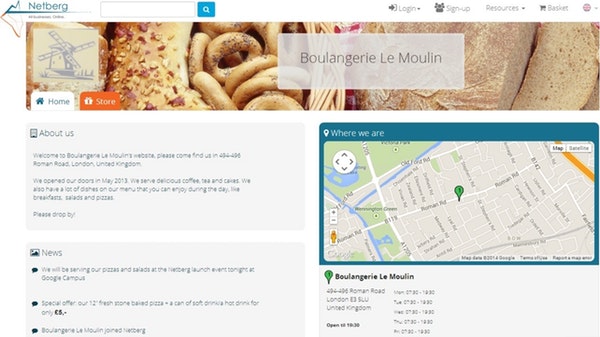 Netberg
All businesses. Online.
Login
Sign-up
Resources
Basket
Boulangerie Le Moulin
Home
Store
About us
Welcome to Boulangerie Le Moulin's website, please come find us in 494-496
Roman Road, London, United Kingdom.
We opened our doors in May 2013. We serve delicious coffee, tea and cakes. We
also have a lot of dishes on our menu that you can enjoy during the day, like
breakfasts, salads and pizzas.
Please drop by!
News
We will be serving our pizzas and salads at the Netberg launch event tonight at
Google Campus
Special offer: our 12" fresh stone baked pizza + a can of soft drink/a hot drink for
only £5,-
Boulangerie Le Moulin joined Netberg
Where we are
Map
Satellite
Victoria Park
Old Ford Rd
Wennington Green
Roman Rd
B119
Roman Rd
Google
Map data ©2014 Google
Terms of Use
Report a map error
Boulangerie Le Moulin
494-496 Roman Road
London E3 5LU
United Kingdom
Open til 19:30
Mon: 07:30 - 19:30
Tue: 07:30 - 19:30
Wed: 07:30 - 19:30
Thu: 07:30 - 19:30
Fri: 07:30 - 19:30